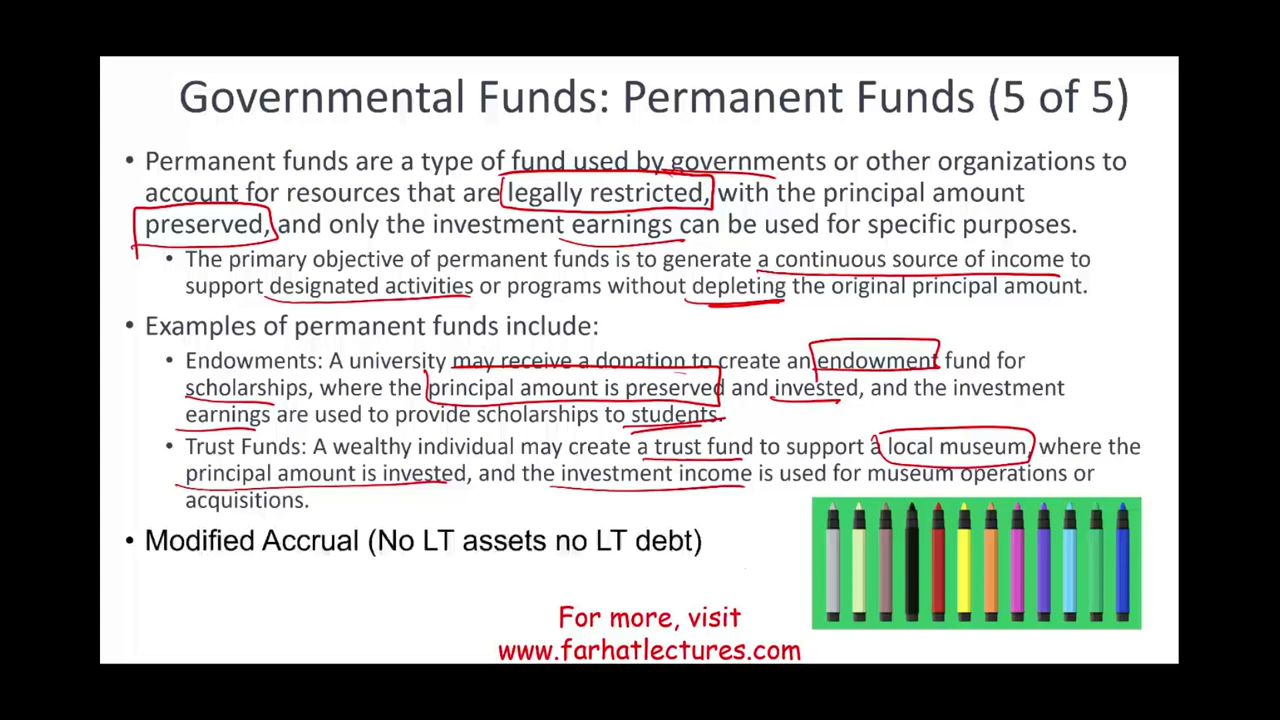 Governmental Funds: Permanent Funds (5 of 5)
• Permanent funds are a type of fund used by governments or other organizations to
account for resources that are legally restricted, with the principal amount
preserved, and only the investment earnings can be used for specific purposes.
• The primary objective of permanent funds is to generate a continuous source of income to
support designated activities or programs without depleting the original principal amount.
• Examples of permanent funds include:
• Endowments: A university may receive a donation to create an endowment fund for
scholarships, where the principal amount is preserved and invested, and the investment
earnings are used to provide scholarships to students.
• Trust Funds: A wealthy individual may create a trust fund to support a local museum, where the
principal amount is invested, and the investment income is used for museum operations or
acquisitions.
• Modified Accrual (No LT assets no LT debt)
For more, visit
www.farhatlectures.com